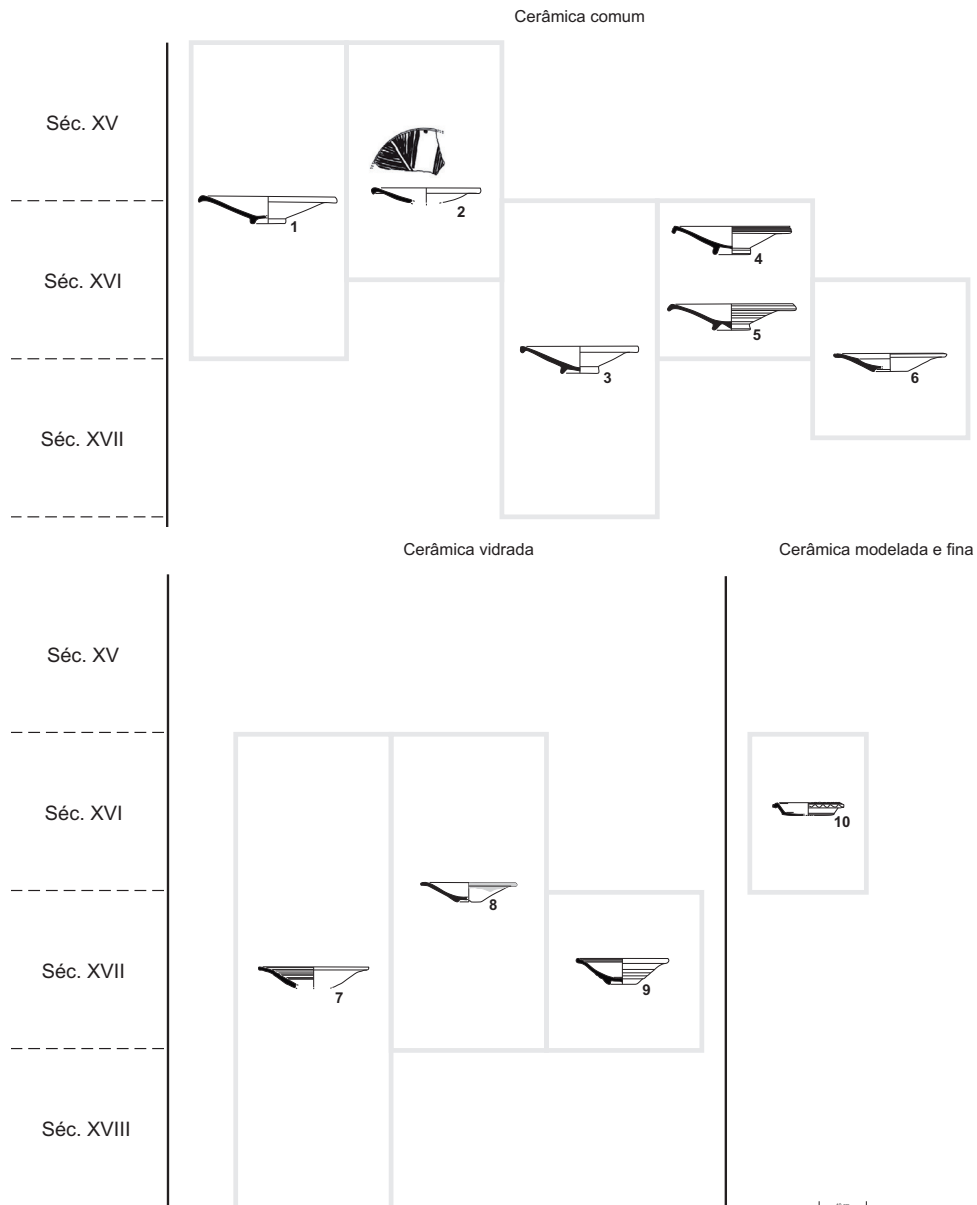 Cerâmica comum
Séc. XV
1
2
4
Séc. XVI
5
3
6
Séc. XVII
Cerâmica vidrada
Cerâmica modelada e fina
Séc. XV
Séc. XVI
10
8
Séc. XVII
7
9
Séc. XVIII